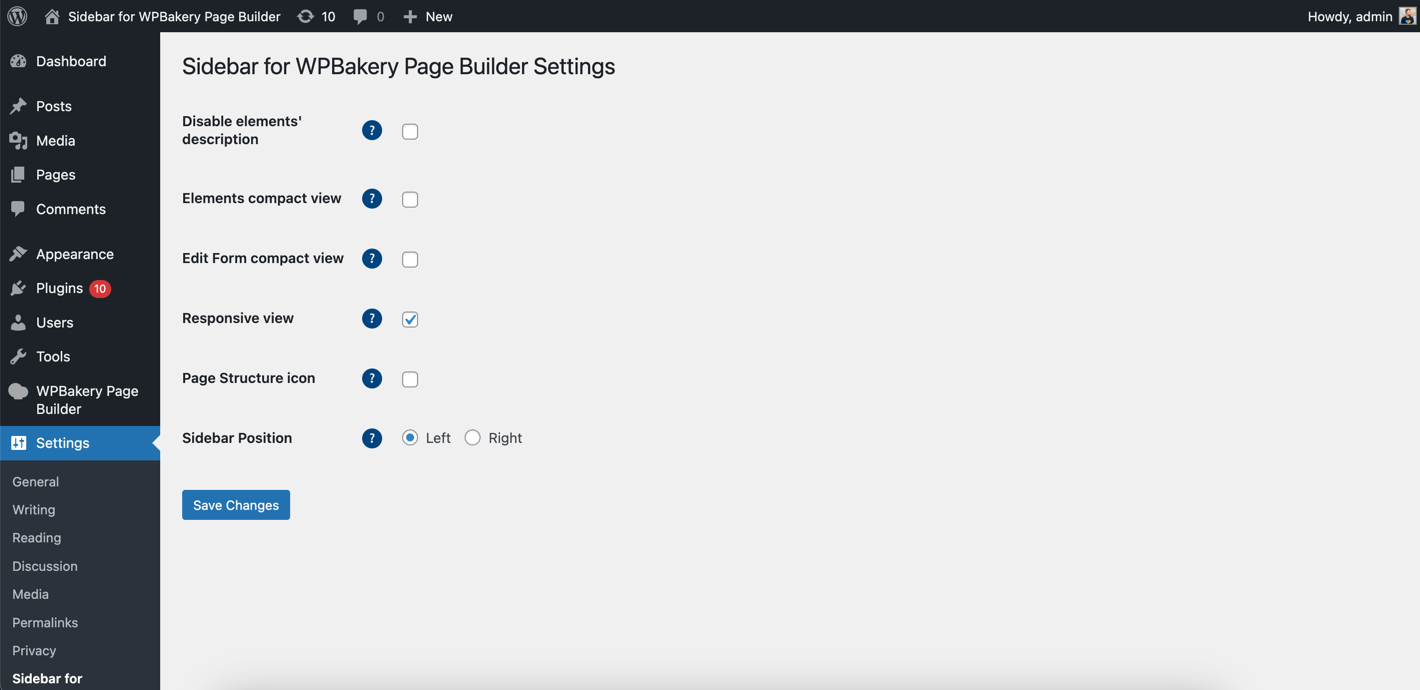 Sidebar for WPBakery Page Builder 10 0 New Howdy, admin
Dashboard
Posts
Media
Pages
Comments
Appearance
Plugins 10
Users
Tools
WPBakery Page
Builder
Settings
General
Writing
Reading
Discussion
Media
Permalinks
Privacy
Sidebar for
Sidebar for WPBakery Page Builder Settings
Disable elements'
description ?
Elements compact view ?
Edit Form compact view ?
Responsive view ?
Page Structure icon ?
Sidebar Position ? Left Right
Save Changes